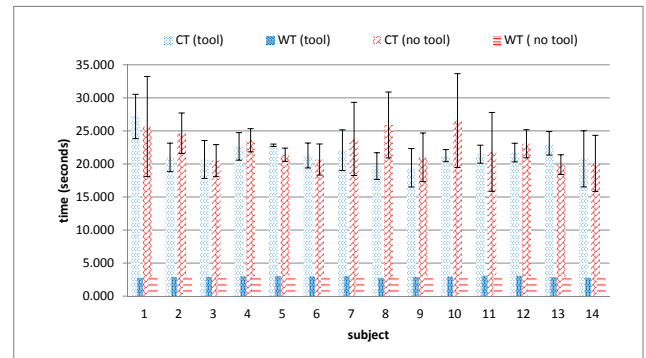 CT (tool) WT (tool) CT (no tool) WT ( no tool)
35.000
30.000
25.000
20.000
15.000
10.000
5.000
0.000
time (seconds)
1 2 3 4 5 6 7 8 9 10 11 12 13 14
subject